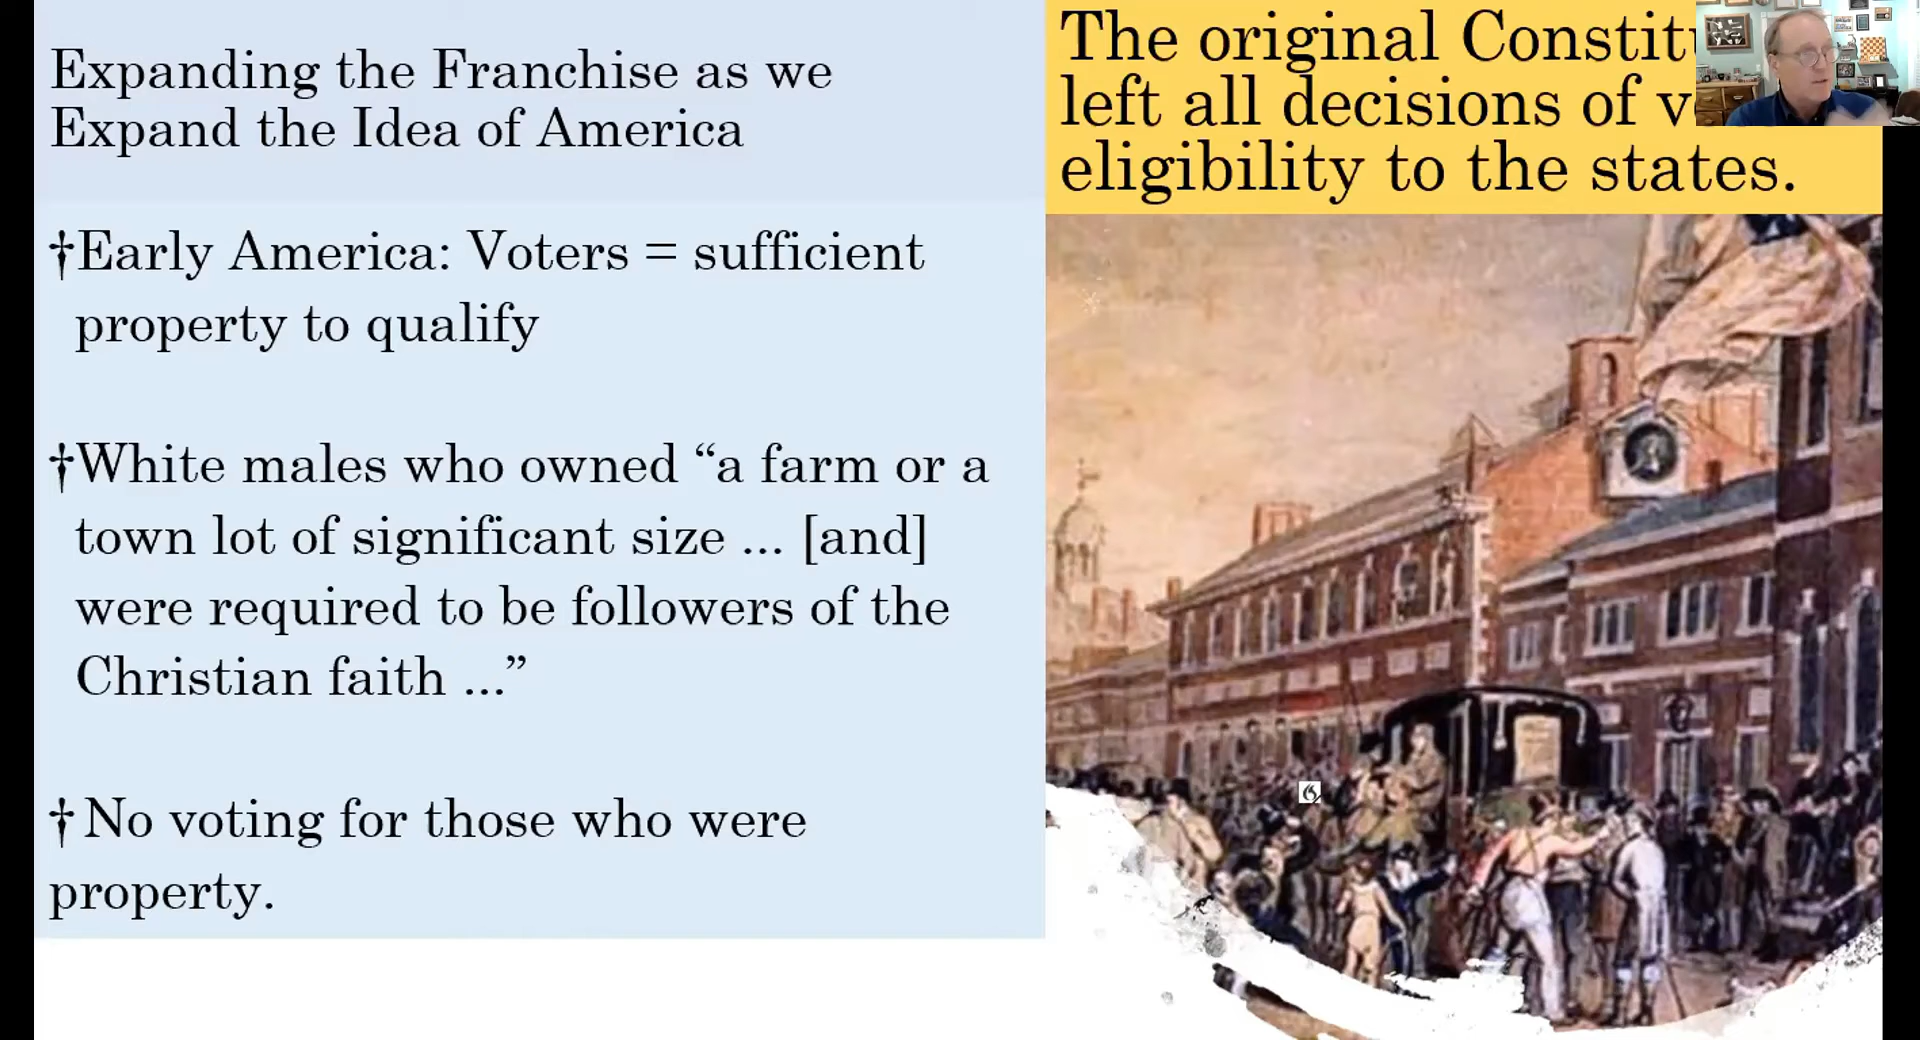 Expanding the Franchise as we
Expand the Idea of America
†Early America: Voters = sufficient
property to qualify
†White males who owned “a farm or a
town lot of significant size ... [and]
were required to be followers of the
Christian faith ...”
† No voting for those who were
property.
The original
left all decisions of
eligibility to the states.